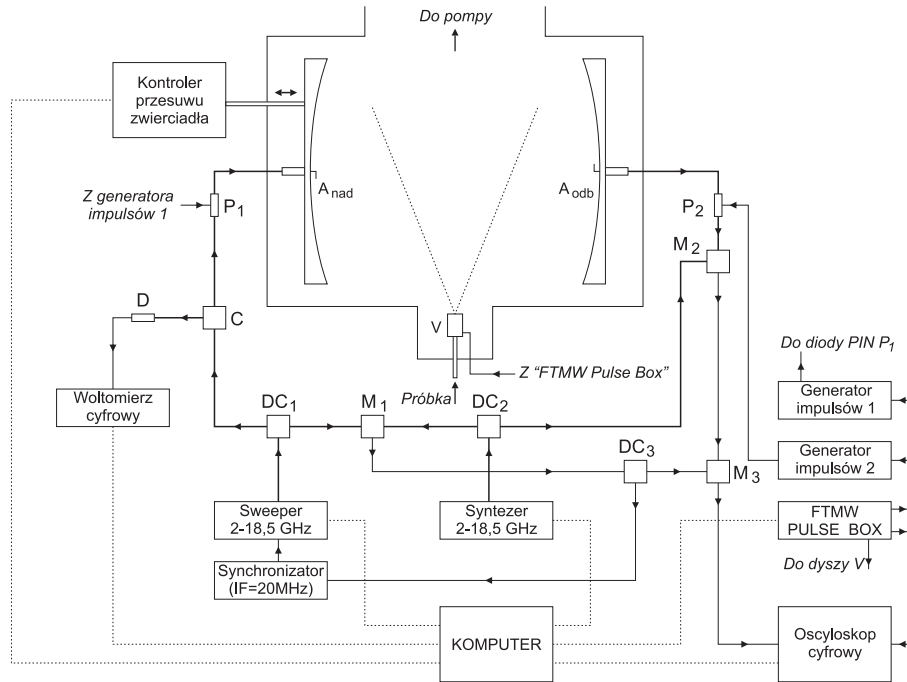 Do pompy
Kontroler
przesuwu
zwierciadła
A nad
A odb
Z generatora
impulsów 1
P1
P2
M2
D
C
V
Z "FTMW Pulse Box"
Próbka
Do diody PIN P1
Woltomierz
cyfrowy
DC1
M1
DC2
DC3
M3
Generator
impulsów 1
Generator
impulsów 2
Sweeper
2-18,5 GHz
Syntezer
2-18,5 GHz
FTMW
PULSE BOX
Do dyszy V
Synchronizator
(IF=20MHz)
KOMPUTER
Oscyloskop
cyfrowy